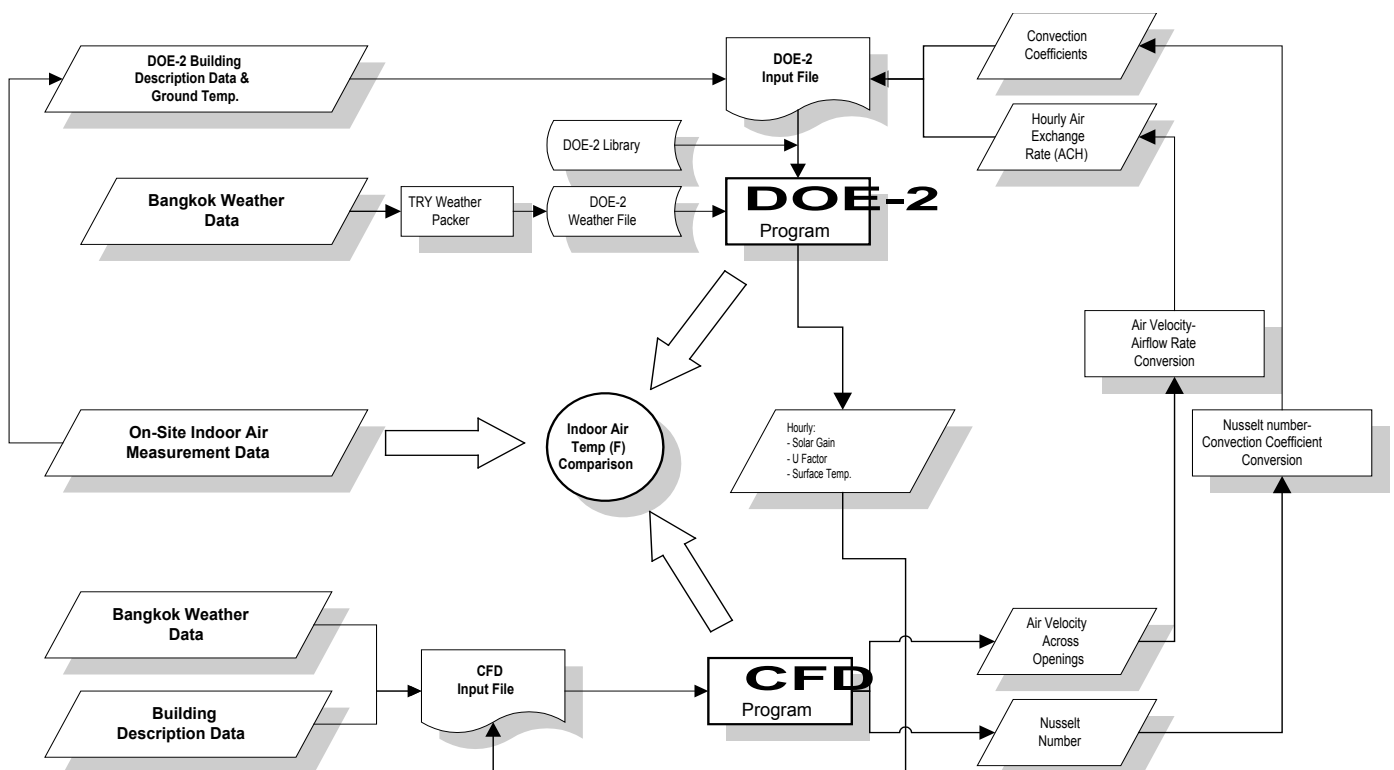 DOE-2 Building
Description Data &
Ground Temp.
DOE-2
Input File
Convection
Coefficients
Hourly Air
Exchange
Rate (ACH)
DOE-2 Library
Bangkok Weather
Data
TRY Weather
Packer
DOE-2
Weather File
DOE-2
Program
Air Velocity-
Airflow Rate
Conversion
On-Site Indoor Air
Measurement Data
Indoor Air
Temp (F)
Comparison
Hourly:
- Solar Gain
- U Factor
- Surface Temp.
Nusselt number-
Convection Coefficient
Conversion
Bangkok Weather
Data
Building
Description Data
CFD
Input File
CFD
Program
Air Velocity
Across
Openings
Nusselt
Number